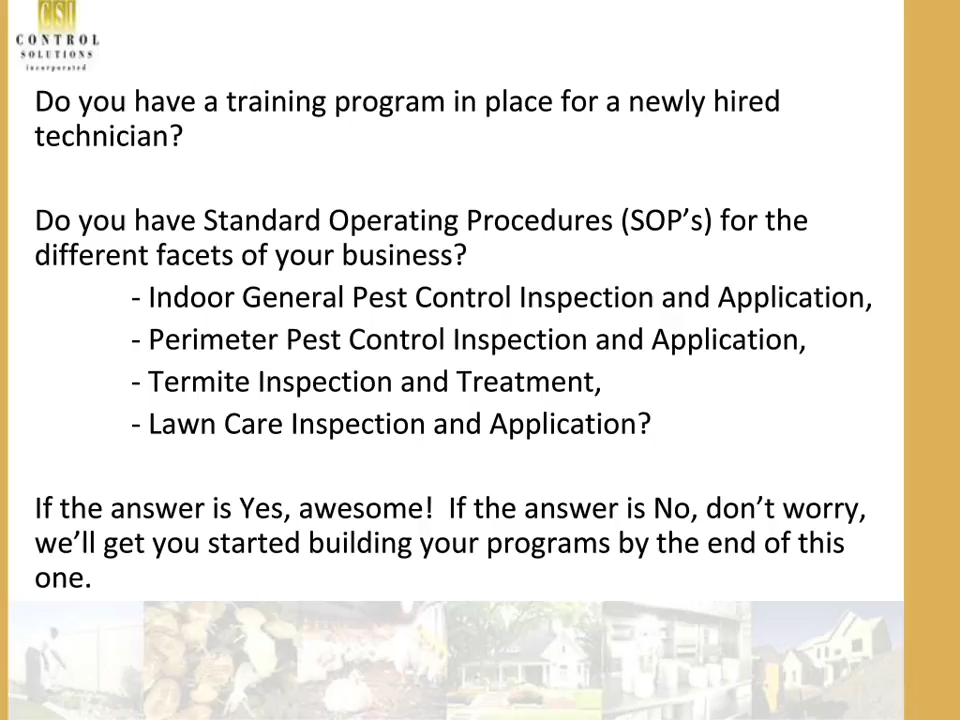 CSI
CONTROL
SOLUTIONS
incorporated
Do you have a training program in place for a newly hired
technician?
Do you have Standard Operating Procedures (SOP’s) for the
different facets of your business?
- Indoor General Pest Control Inspection and Application,
- Perimeter Pest Control Inspection and Application,
- Termite Inspection and Treatment,
- Lawn Care Inspection and Application?
If the answer is Yes, awesome!  If the answer is No, don’t worry,
we’ll get you started building your programs by the end of this
one.